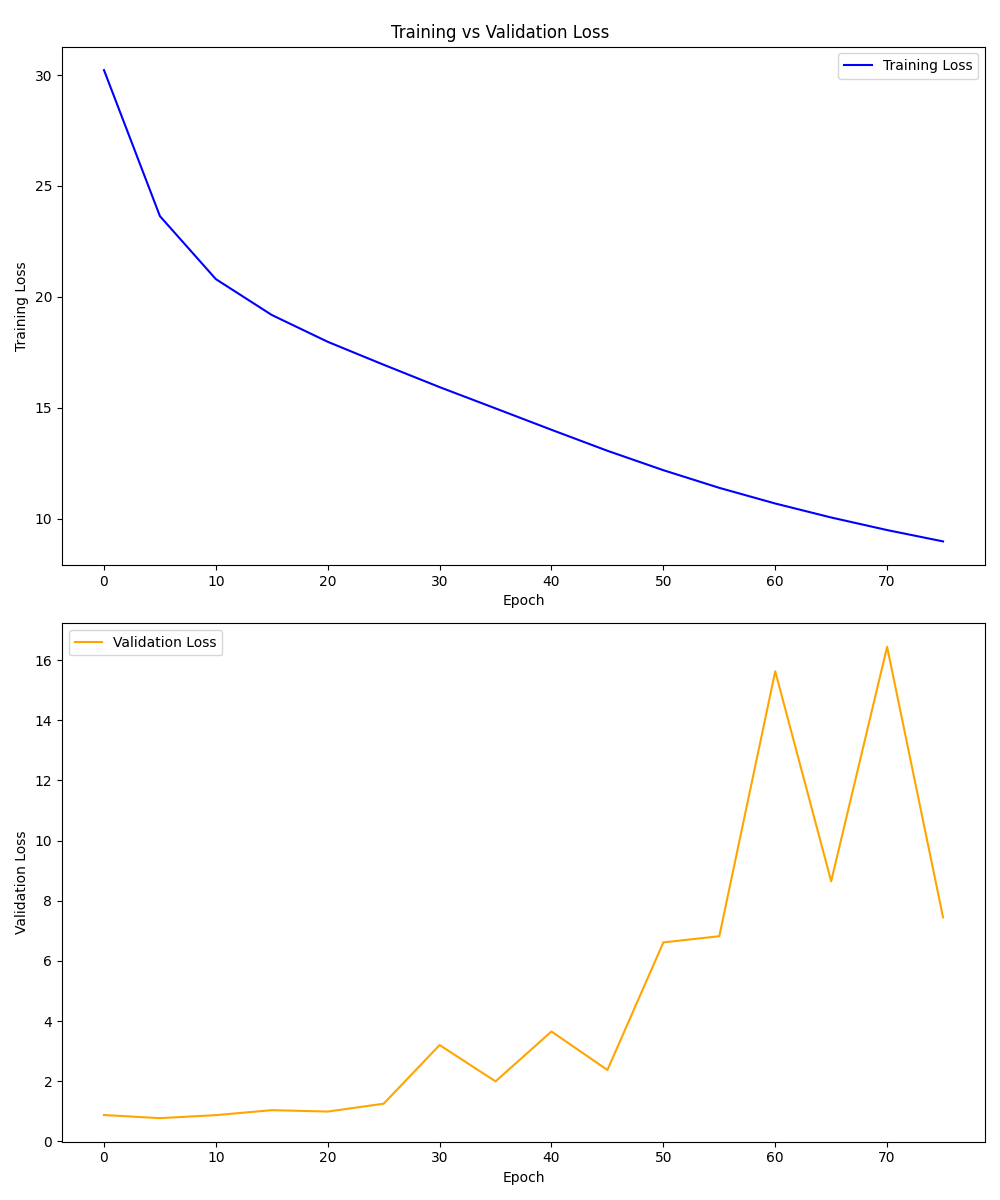 Training vs Validation Loss
Training Loss
30
25
20
15
10
Training Loss
0 10 20 30 40 50 60 70
Epoch
Validation Loss
16
14
12
10
8
6
4
2
0
Validation Loss
0 10 20 30 40 50 60 70
Epoch